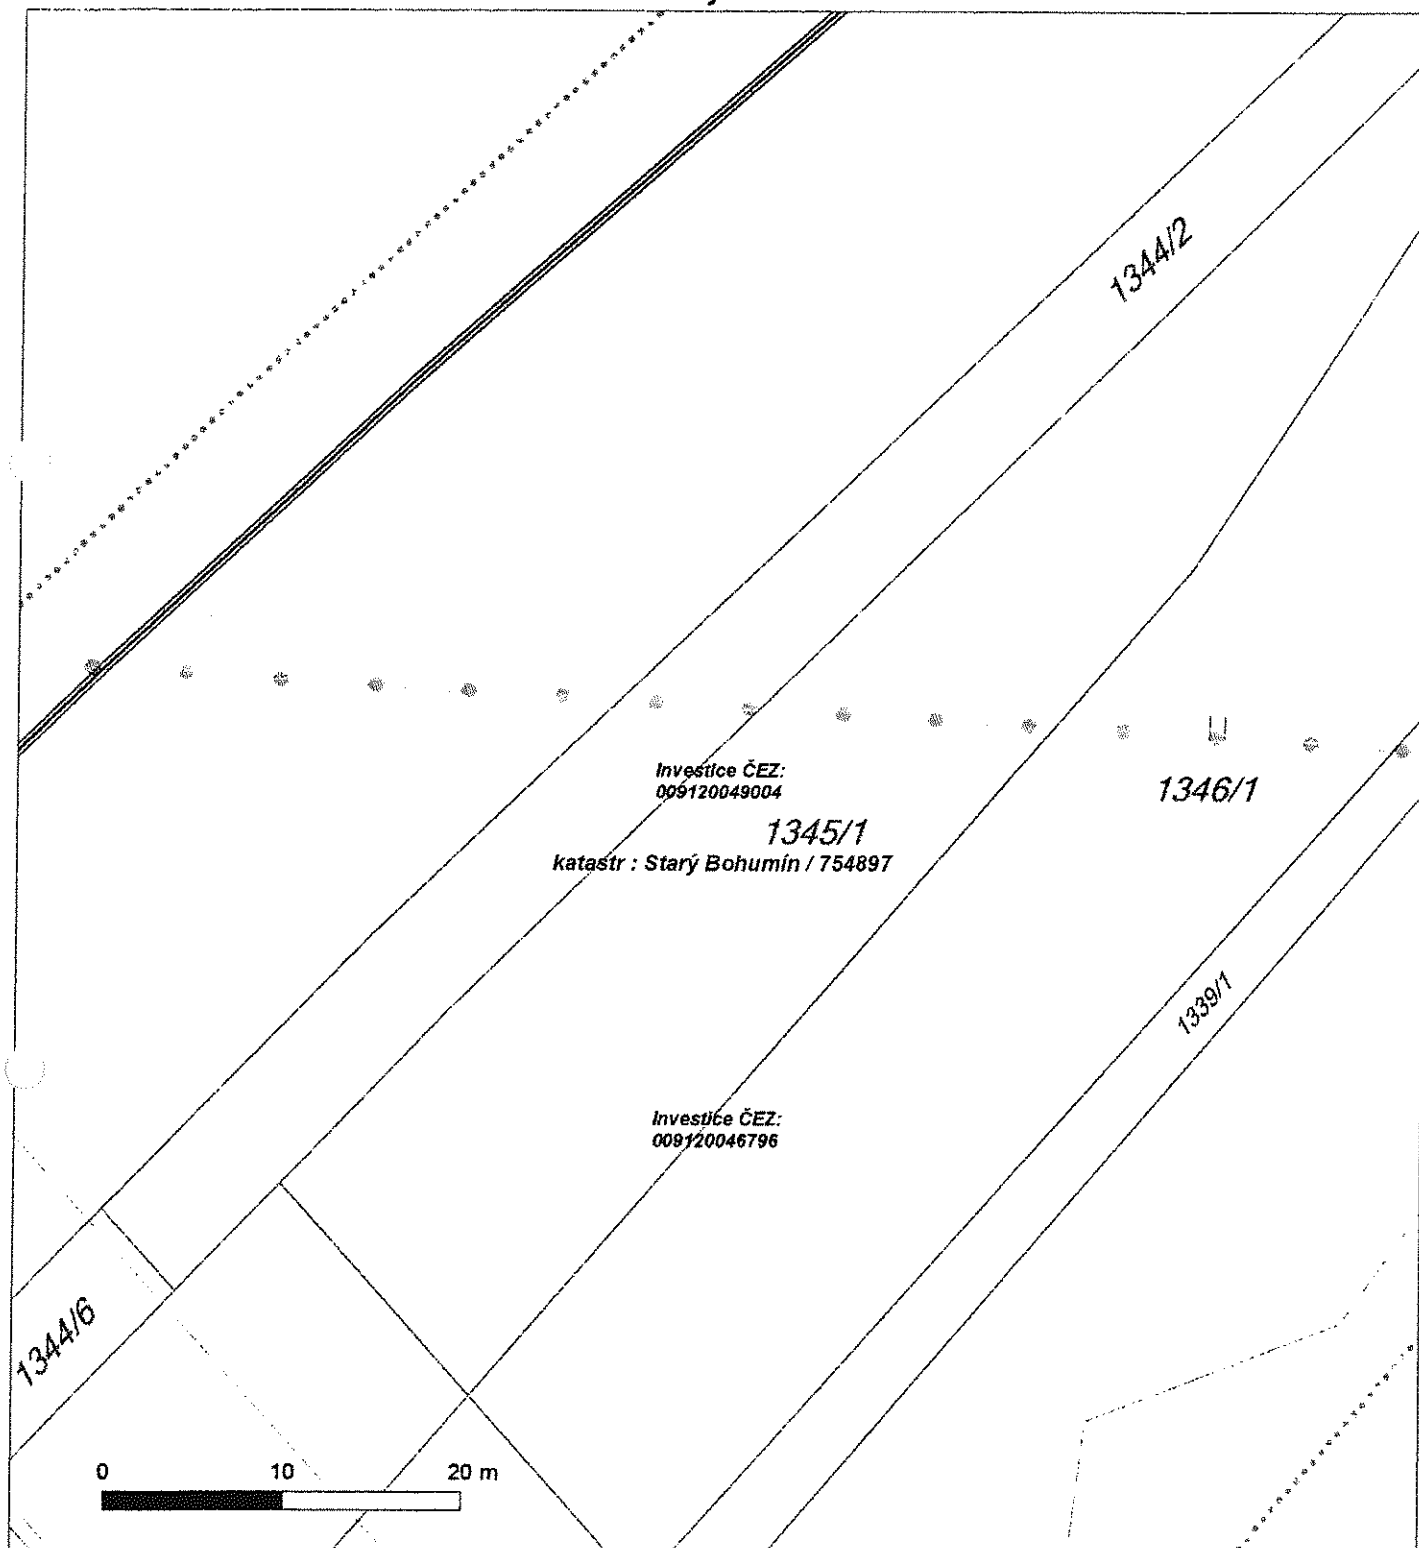 1344/2
Investice ČEZ:
009120049004
1346/1
1345/1
katastr : Starý Bohumín / 754897
1339/1
Investice ČEZ:
009120046796
1344/6
0 10 20 m